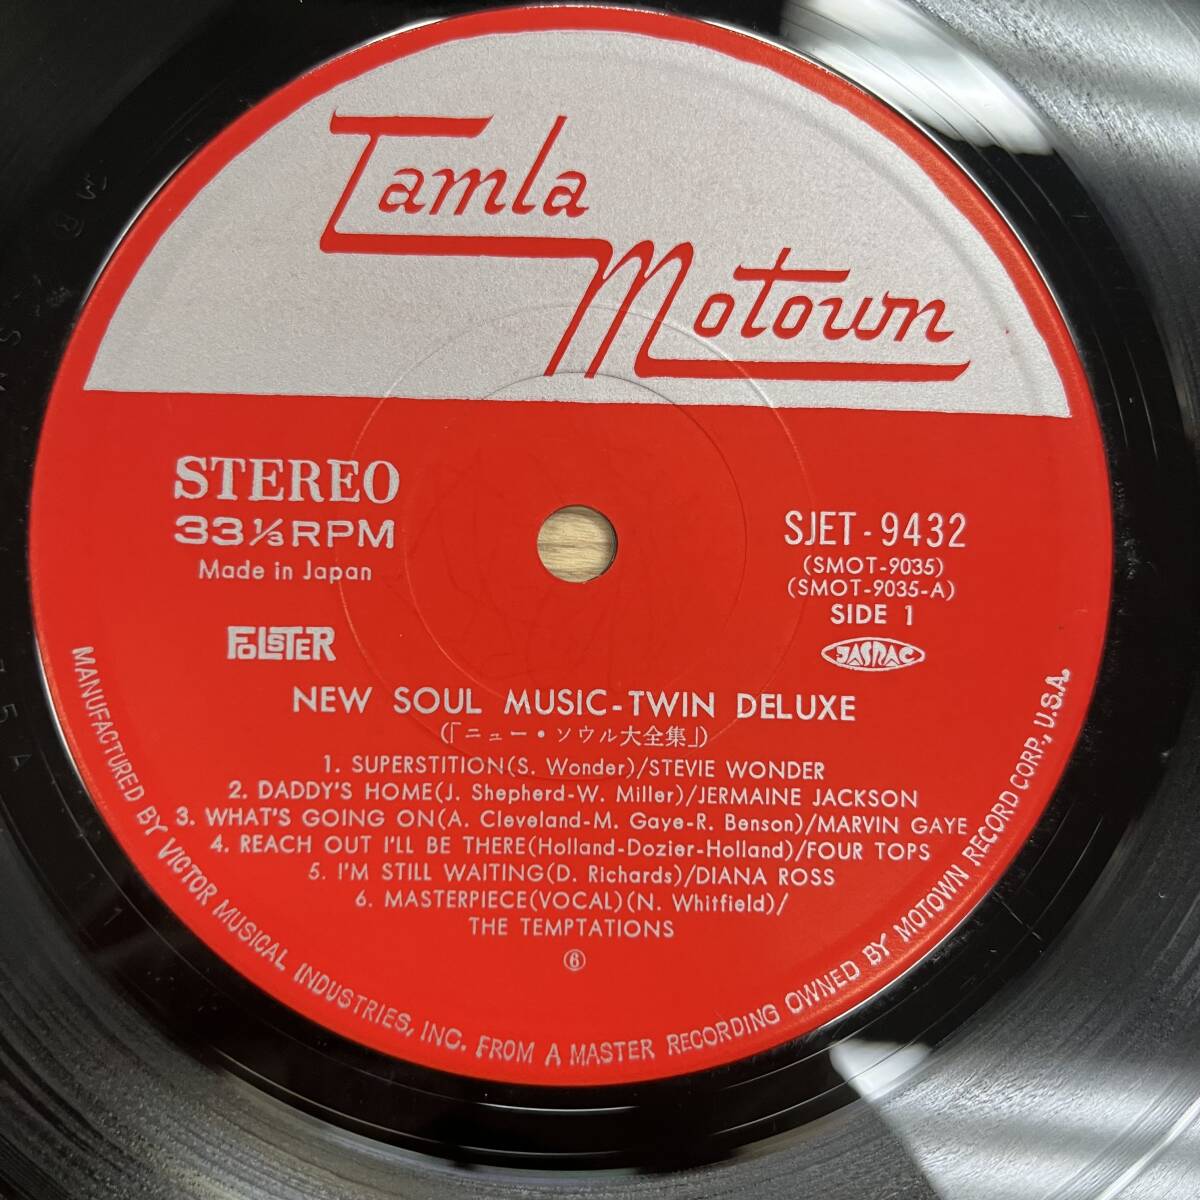 Tamla
Motown
STEREO
33⅓RPM
Made in Japan
FOLSTER
SJET-9432
(SMOT-9035)
(SMOT-9035-A)
SIDE 1
JASRAC
NEW SOUL MUSIC-TWIN DELUXE
(「ニュー・ソウル大全集」)
1. SUPERSTITION(S. Wonder)/STEVIE WONDER
2. DADDY'S HOME(J. Shepherd-W. Miller)/JERMAINE JACKSON
3. WHAT'S GOING ON(A. Cleveland-M. Gaye-R. Benson)/MARVIN GAYE
4. REACH OUT I'LL BE THERE(Holland-Dozier-Holland)/FOUR TOPS
5. I'M STILL WAITING(D. Richards)/DIANA ROSS
6. MASTERPIECE(VOCAL)(N. Whitfield)/
THE TEMPTATIONS
⑥
MANUFACTURED BY VICTOR MUSICAL INDUSTRIES, INC. FROM A MASTER RECORDING OWNED BY MOTOWN RECORD CORP., U.S.A.